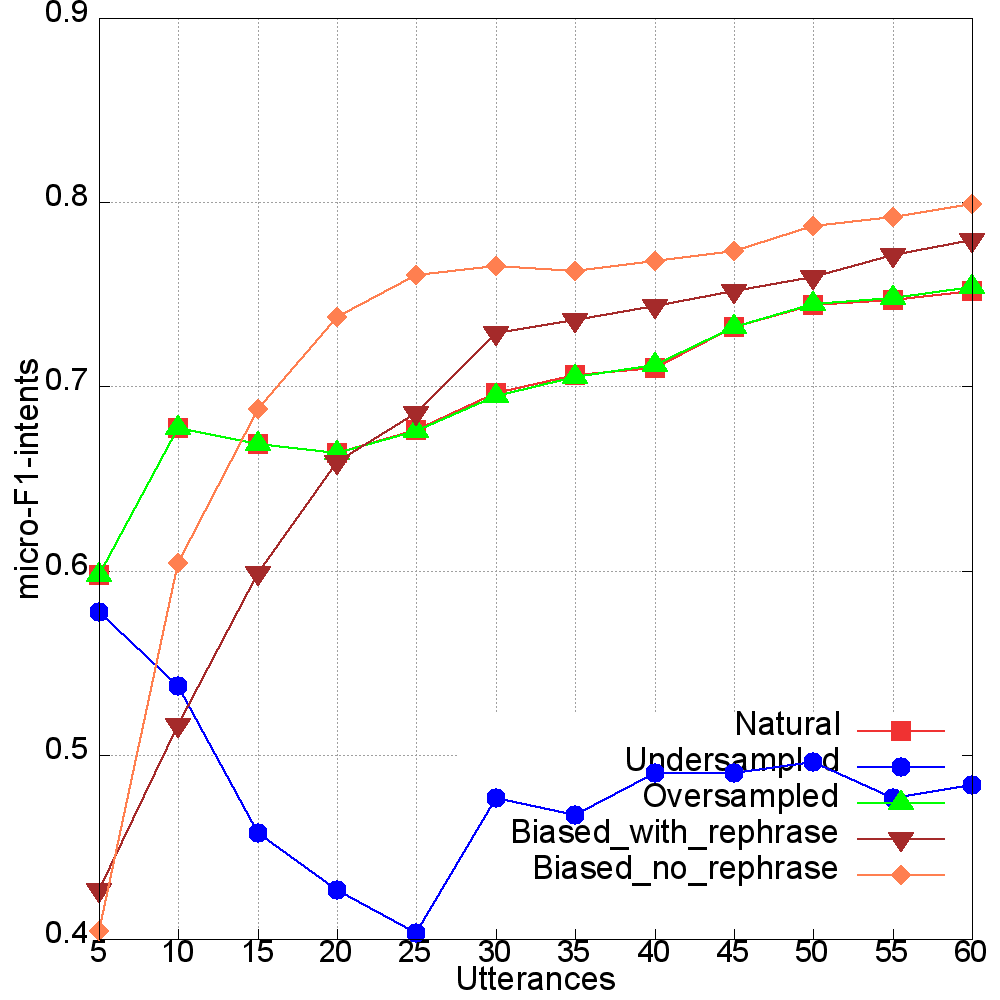 0.9
0.8
0.7
0.6
0.5
0.4
micro-F1-intents
Natural
Undersampled
Oversampled
Biased_with_rephrase
Biased_no_rephrase
5 10 15 20 25 30 35 40 45 50 55 60
Utterances